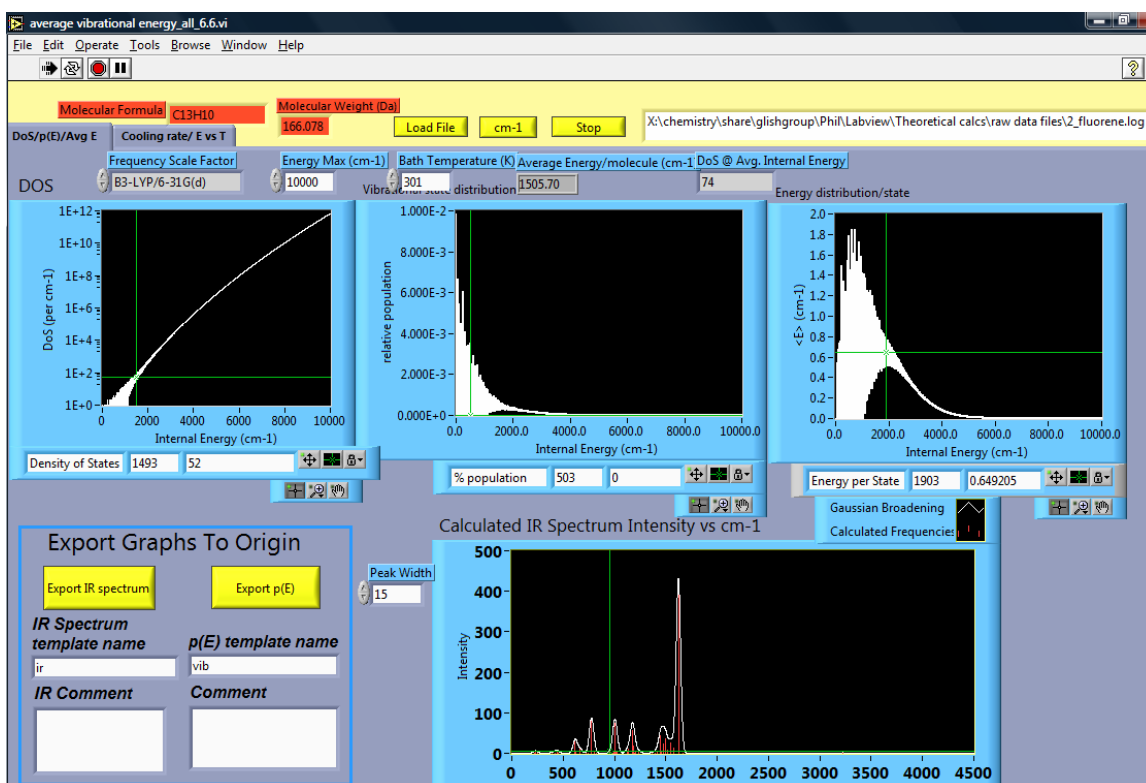 average vibrational energy_all_6.6.vi
File Edit Operate Tools Browse Window Help
Molecular Formula C13H10 Molecular Weight (Da) 166.078
Load File cm-1 Stop X:\chemistry\share\glishgroup\Phil\Labview\Theoretical calcs\raw data files\2_fluorene.log
DoS/p(E)/Avg E Cooling rate/ E vs T
Frequency Scale Factor Energy Max (cm-1) Bath Temperature (K) Average Energy/molecule (cm-1 DoS @ Avg. Internal Energy
B3-LYP/6-31G(d) 10000 301 1505.70 74
DOS
Vibrational state distribution
Energy distribution/state
DoS (per cm-1)
1E+12
1E+10
1E+8
1E+6
1E+4
1E+2
1E+0
0 2000 4000 6000 8000 10000
Internal Energy (cm-1)
Density of States 1493 52
relative population
1.000E-2
8.000E-3
6.000E-3
4.000E-3
2.000E-3
0.000E+0
0.0 2000.0 4000.0 6000.0 8000.0 10000.0
Internal Energy (cm-1)
% population 503 0
<E> (cm-1)
2.0
1.8
1.6
1.4
1.2
1.0
0.8
0.6
0.4
0.2
0.0
0.0 2000.0 4000.0 6000.0 8000.0 10000.0
Internal Energy (cm-1)
Energy per State 1903 0.649205
Gaussian Broadening
Calculated Frequencies
Export Graphs To Origin
Export IR spectrum Export p(E)
IR Spectrum
template name p(E) template name
ir vib
IR Comment Comment
Peak Width
15
Calculated IR Spectrum Intensity vs cm-1
Intensity
500
400
300
200
100
0
0 500 1000 1500 2000 2500 3000 3500 4000 4500